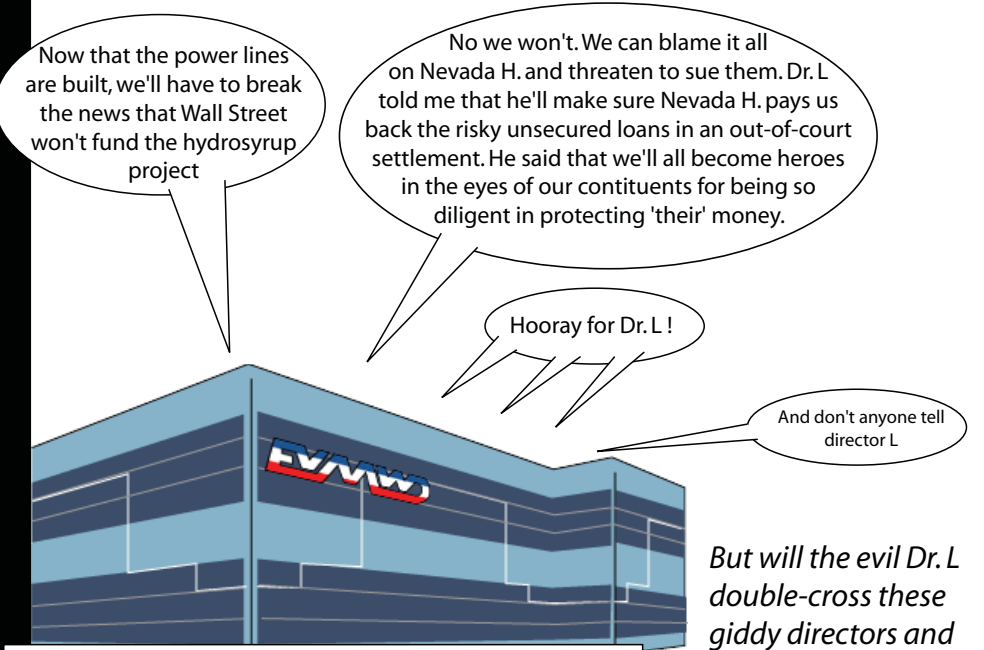 Now that the power lines
are built, we'll have to break
the news that Wall Street
won't fund the hydrosyrup
project
No we won't. We can blame it all
on Nevada H. and threaten to sue them. Dr. L
told me that he'll make sure Nevada H. pays us
back the risky unsecured loans in an out-of-court
settlement. He said that we'll all become heroes
in the eyes of our contituents for being so
diligent in protecting 'their' money.
Hooray for Dr. L !
And don't anyone tell
director L
EVMWD
But will the evil Dr. L
double-cross these
giddy directors and